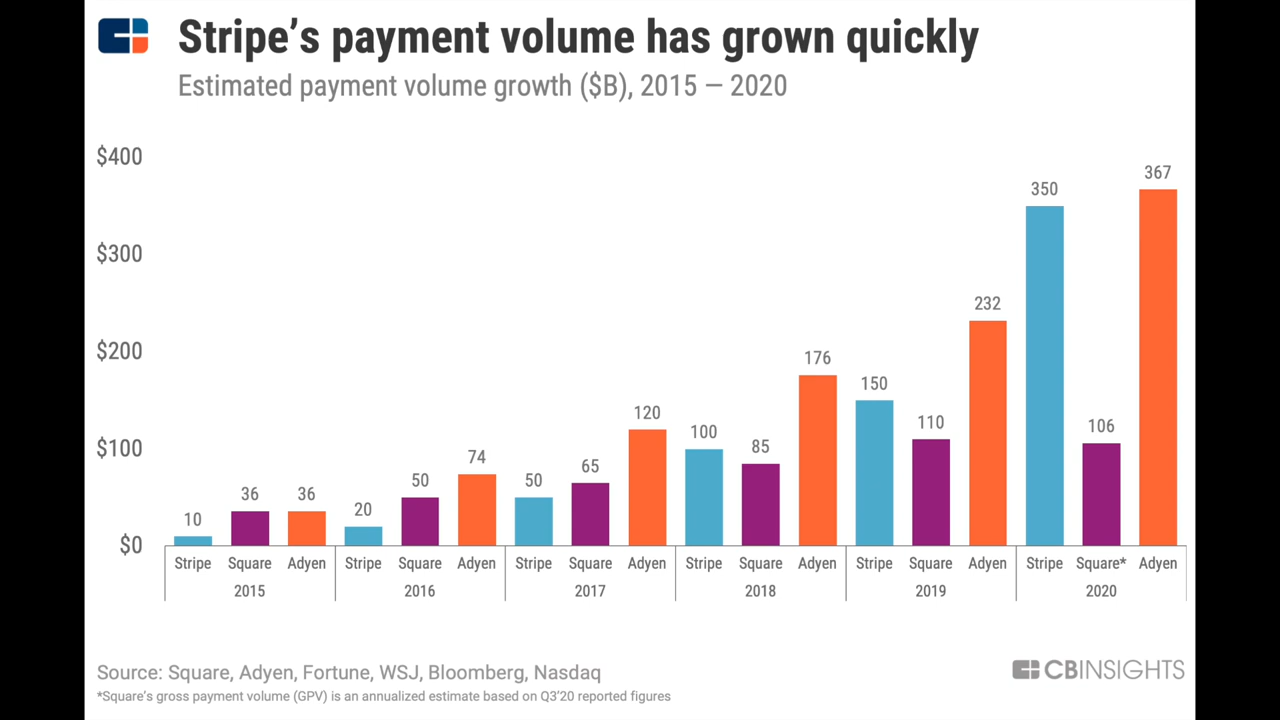 Stripe’s payment volume has grown quickly
Estimated payment volume growth ($B), 2015 — 2020
$400
$300
$200
$100
$0
10 36 36 20 50 74 50 65 120 100 85 176 150 110 232 350 106 367
Stripe Square Adyen Stripe Square Adyen Stripe Square Adyen Stripe Square Adyen Stripe Square Adyen Stripe Square* Adyen
2015 2016 2017 2018 2019 2020
Source: Square, Adyen, Fortune, WSJ, Bloomberg, Nasdaq
*Square's gross payment volume (GPV) is an annualized estimate based on Q3'20 reported figures
CBINSIGHTS